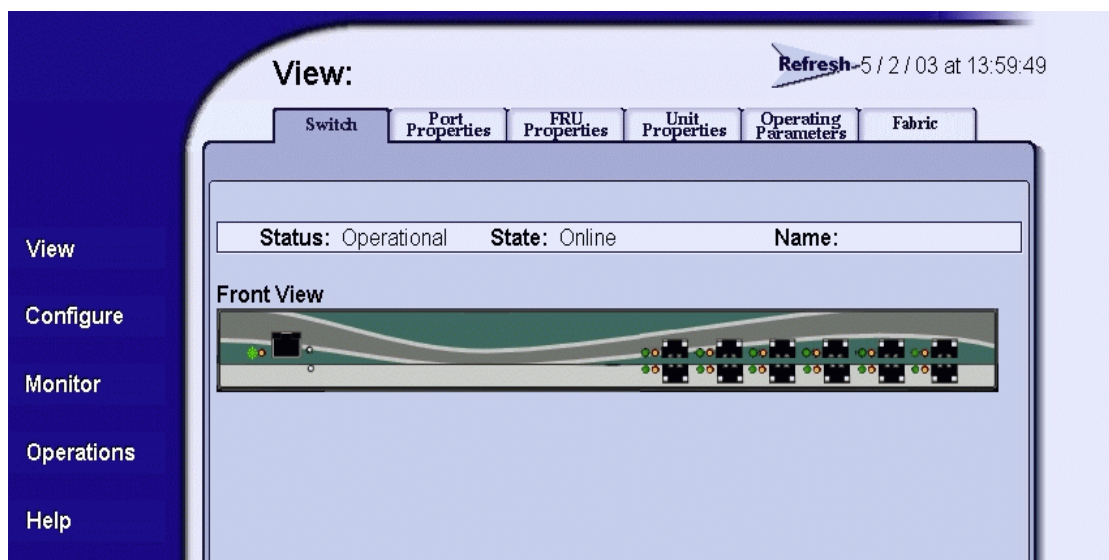 View:
Refresh-5 / 2 / 03 at 13:59:49
Switch
Port Properties
FRU Properties
Unit Properties
Operating Parameters
Fabric
Status: Operational State: Online Name:
Front View
View
Configure
Monitor
Operations
Help